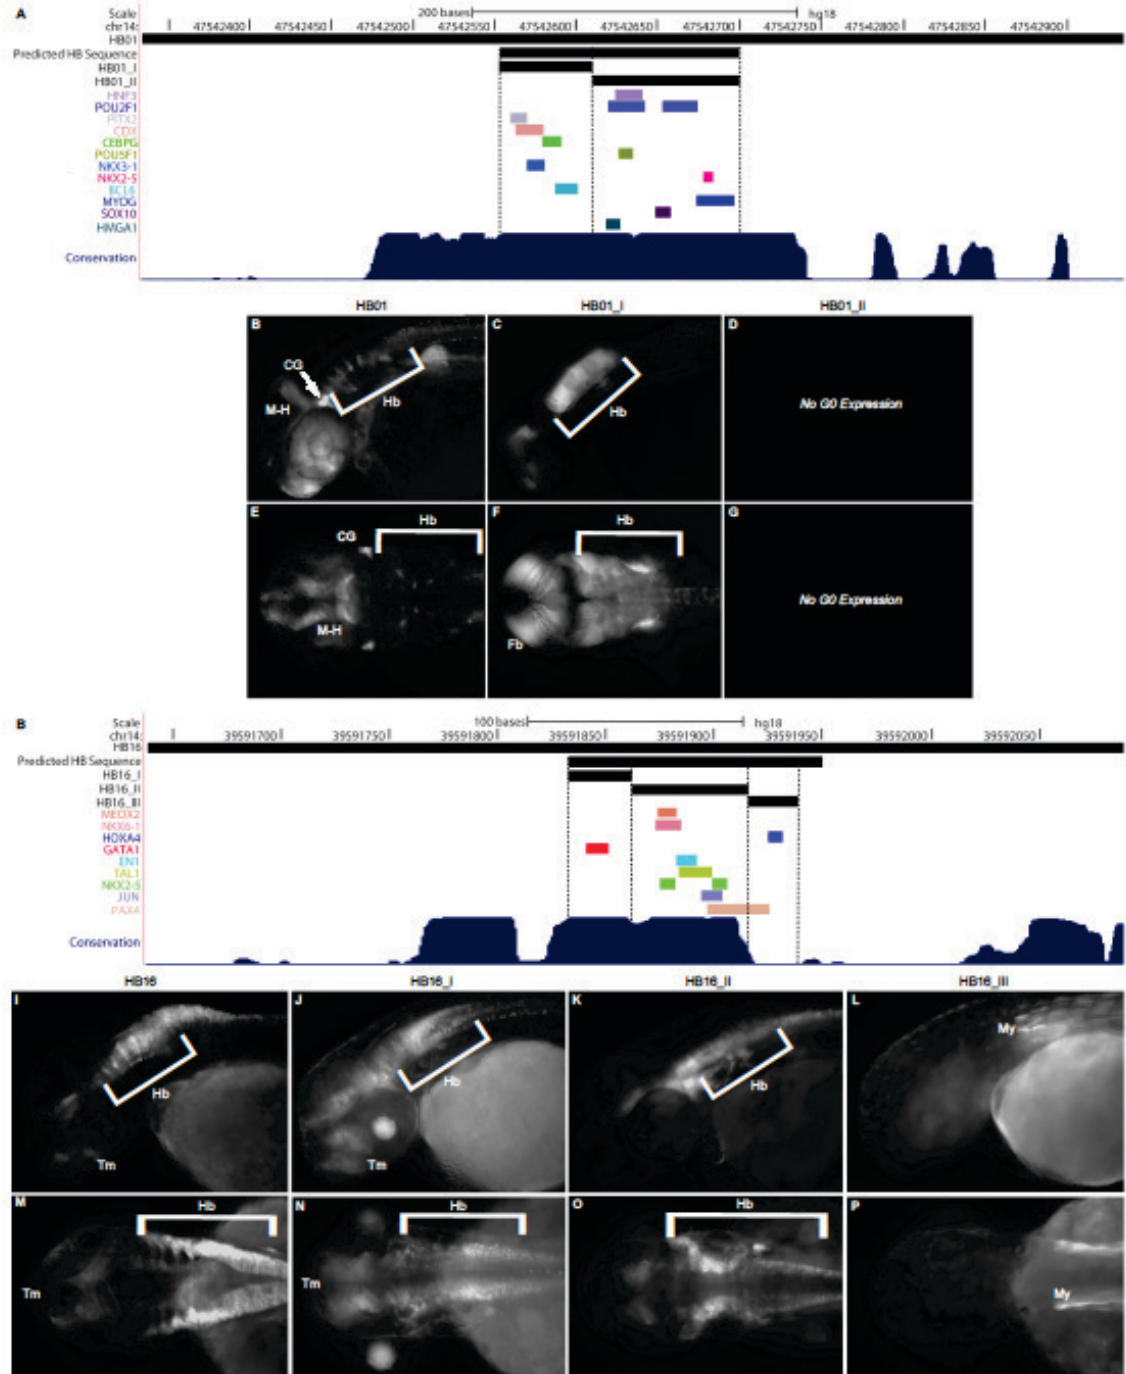 A
Scale 200 bases hg18
chr14: 47542400 47542450 47542500 47542550 47542600 47542650 47542700 47542750 47542800 47542850 47542900
HB01
Predicted HB Sequence
HB01_I
HB01_II
HNF3
POU2F1
PITX2
CDX
CEBPG
POU5F1
NKX3-1
NKX2-5
BCL6
MYOG
SOX10
HMGA1
Conservation
HB01 HB01_I HB01_II
B C D
CG
M-H Hb Hb No G0 Expression
E F G
CG Hb Hb
M-H Fb No G0 Expression
B
Scale 100 bases hg18
chr14: 39591700 39591750 39591800 39591850 39591900 39591950 39592000 39592050
HB16
Predicted HB Sequence
HB16_I
HB16_II
HB16_III
MEOX2
NKX6-1
HOXA4
GATA1
EN1
TAL1
NKX2-5
JUN
PAX4
Conservation
HB16 HB16_I HB16_II HB16_III
I J K L
My
Hb Hb Hb
Tm Tm
M N O P
Hb Hb Hb
Tm Tm My